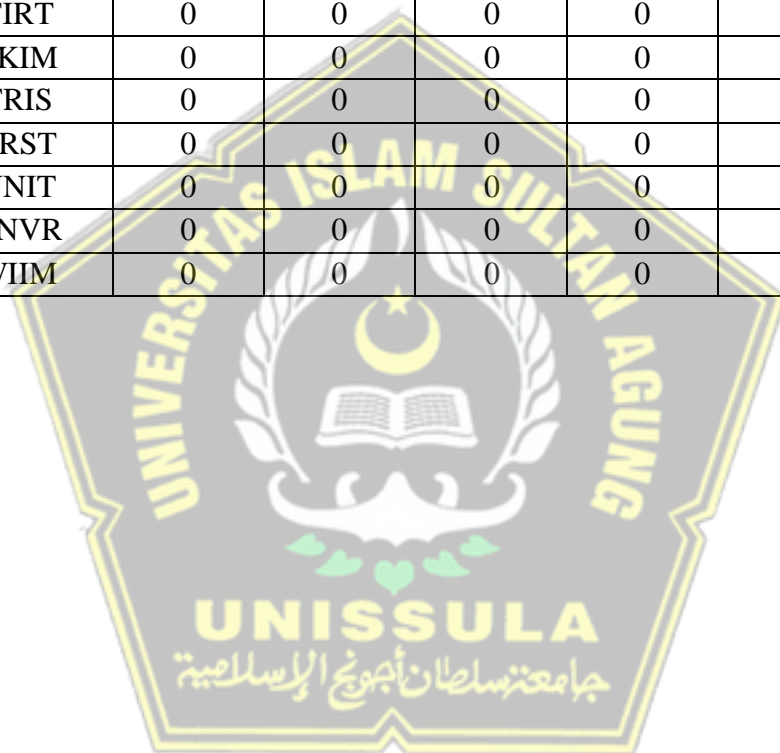 TIRT 0 0 0 0
KIM 0 0 0 0
TRIS 0 0 0 0
RST 0 0 0 0
NIT 0 0 0 0
NVR 0 0 0 0
VIIM 0 0 0 0
UNIVERSITAS ISLAM SULTAN AGUNG
UNISSULA
جامعة سلطان أجونج الإسلامية